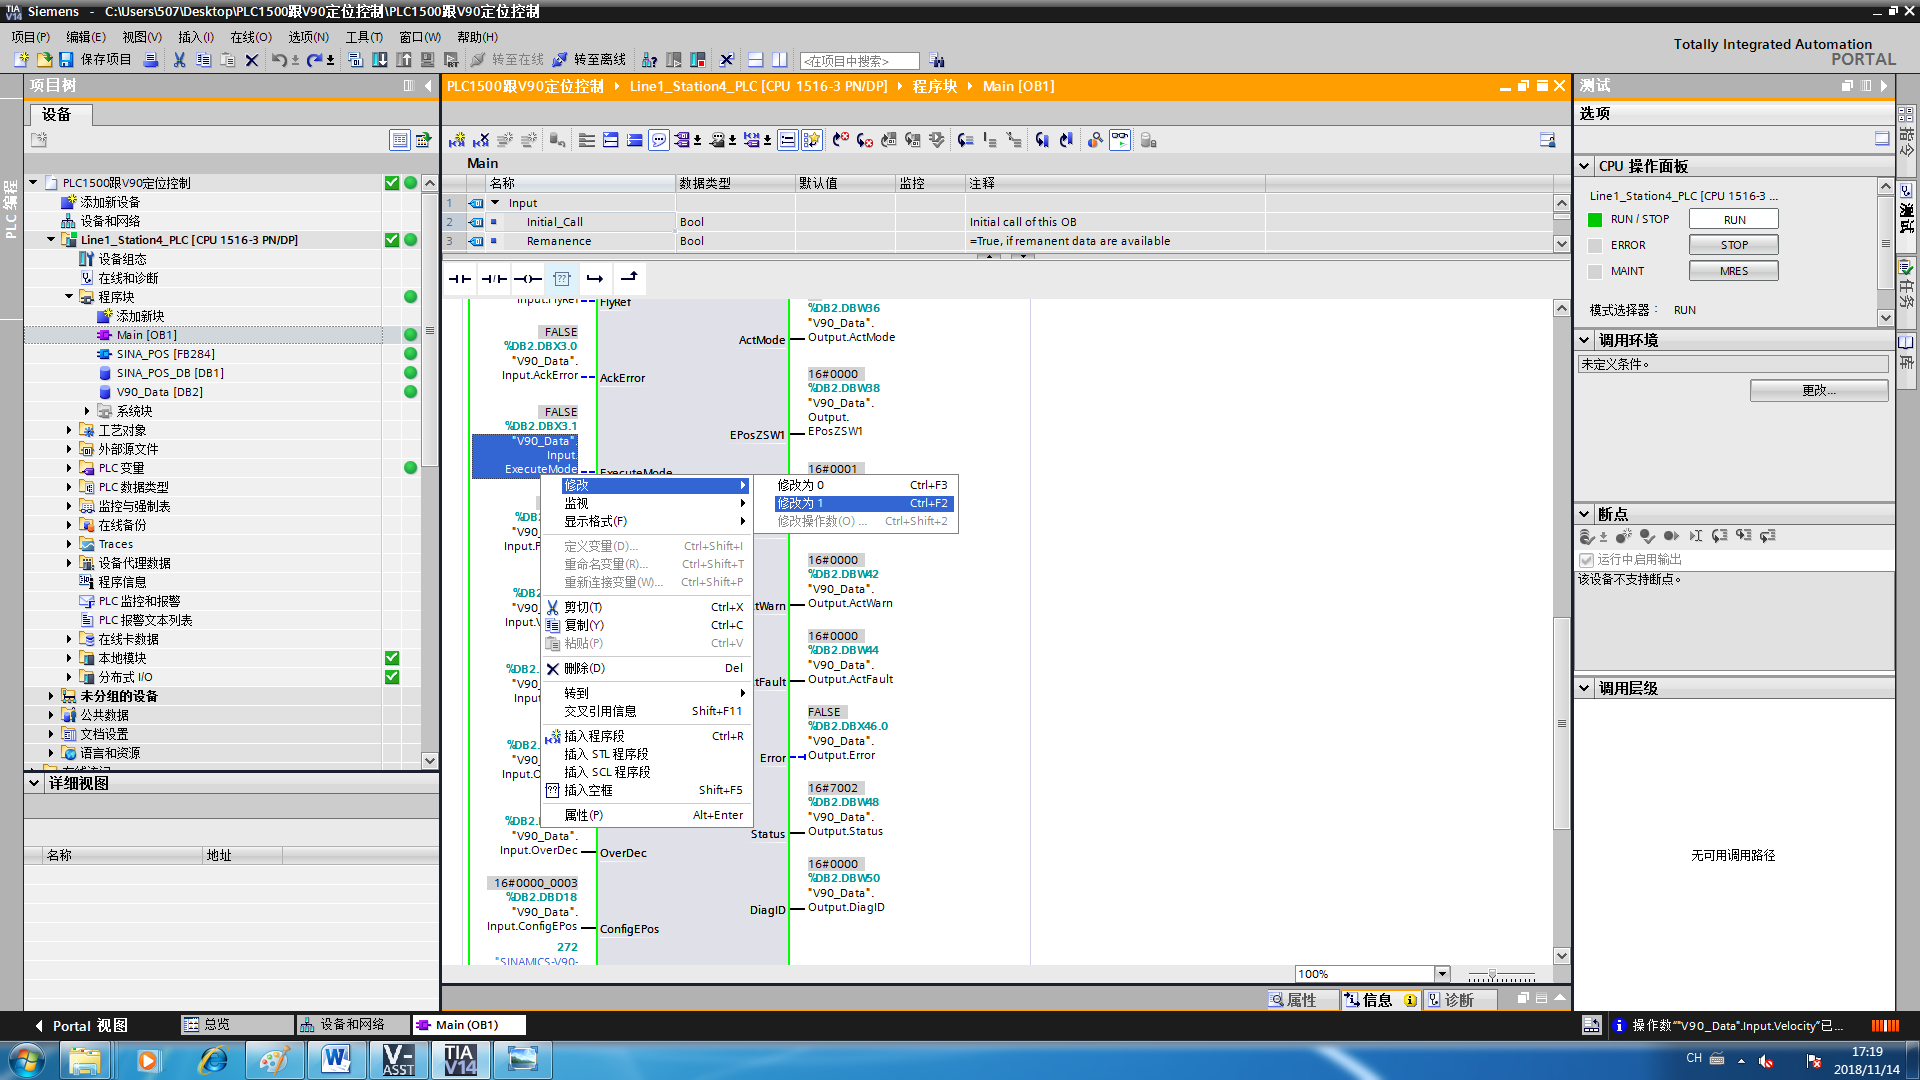 Siemens  -  C:\Users\507\Desktop\PLC1500跟V90定位控制\PLC1500跟V90定位控制
项目(P) 编辑(E) 视图(V) 插入(I) 在线(O) 选项(N) 工具(T) 窗口(W) 帮助(H)
Totally Integrated Automation
PORTAL
保存项目 转至在线 转至离线 <在项目中搜索>
项目树
PLC1500跟V90定位控制 Line1_Station4_PLC [CPU 1516-3 PN/DP] 程序块 Main [OB1]
测试
设备
选项
PLC 编程
PLC1500跟V90定位控制
添加新设备
设备和网络
Line1_Station4_PLC [CPU 1516-3 PN/DP]
设备组态
在线和诊断
程序块
添加新块
Main [OB1]
SINA_POS [FB284]
SINA_POS_DB [DB1]
V90_Data [DB2]
系统块
工艺对象
外部源文件
PLC 变量
PLC 数据类型
监控与强制表
在线备份
Traces
设备代理数据
程序信息
PLC 监控和报警
PLC 报警文本列表
在线卡数据
本地模块
分布式 I/O
未分组的设备
公共数据
文档设置
语言和资源
详细视图
名称 地址
Main
名称 数据类型 默认值 监控 注释
1 Input
2 Initial_Call Bool Initial call of this OB
3 Remanence Bool =True, if remanent data are available
Input.FlyRef FlyRef
FALSE
%DB2.DBX3.0
"V90_Data".
Input.AckError AckError
FALSE
%DB2.DBX3.1
"V90_Data".
Input.
ExecuteMode ExecuteMode
%DB2.
"V90_
Input.
OverDec
"V90_Data".
Input.OverDec
16#0000_0003
%DB2.DBD18
"V90_Data".
Input.ConfigEPos ConfigEPos
272
"SINAMICS-V90-
%DB2.DBW36
"V90_Data".
ActMode Output.ActMode
16#0000
%DB2.DBW38
"V90_Data".
Output.
EPosZSW1 EPosZSW1
16#0001
16#0000
%DB2.DBW42
"V90_Data".
tWarn Output.ActWarn
16#0000
%DB2.DBW44
"V90_Data".
tFault Output.ActFault
FALSE
%DB2.DBX46.0
"V90_Data".
Error Output.Error
16#7002
%DB2.DBW48
"V90_Data".
Status Output.Status
16#0000
%DB2.DBW50
"V90_Data".
DiagID Output.DiagID
修改
监视
显示格式(F)
定义变量(D)... Ctrl+Shift+I
重命名变量(R)... Ctrl+Shift+T
重新连接变量(W)... Ctrl+Shift+P
剪切(T) Ctrl+X
复制(Y) Ctrl+C
粘贴(P) Ctrl+V
删除(D) Del
转到
交叉引用信息 Shift+F11
插入程序段 Ctrl+R
插入 STL 程序段
插入 SCL 程序段
插入空框 Shift+F5
属性(P) Alt+Enter
修改为 0 Ctrl+F3
修改为 1 Ctrl+F2
修改操作数(O) ... Ctrl+Shift+2
100%
属性 信息 诊断
CPU 操作面板
Line1_Station4_PLC [CPU 1516-3 ...
RUN / STOP RUN
ERROR STOP
MAINT MRES
模式选择器： RUN
调用环境
未定义条件。
更改...
断点
运行中启用输出
该设备不支持断点。
调用层级
无可用调用路径
指令
测试
任务
库
Portal 视图 总览 设备和网络 Main (OB1)
操作数"“V90_Data".Input.Velocity”已...
V-ASST
TIA V14
CH
17:19
2018/11/14